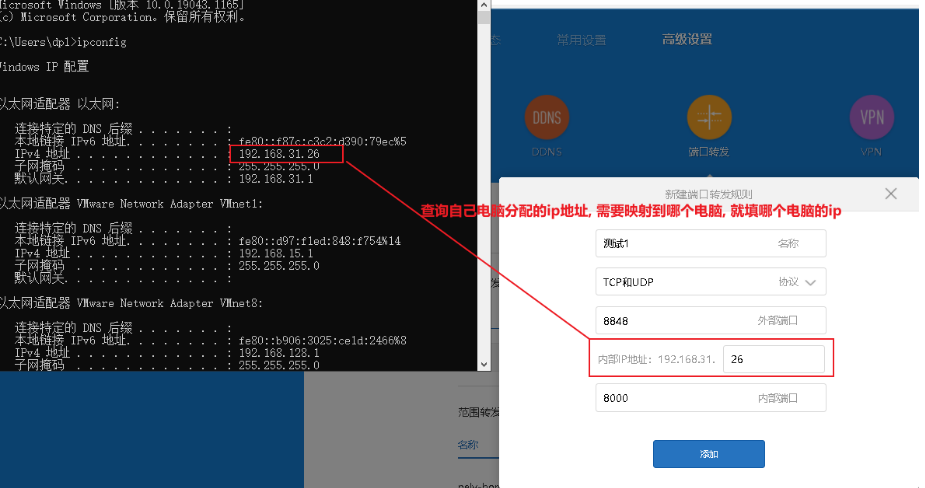 Microsoft Windows [版本 10.0.19043.1165]
(c) Microsoft Corporation。保留所有权利。
C:\Users\dpl>ipconfig
Windows IP 配置
以太网适配器 以太网:
连接特定的 DNS 后缀 . . . . . . . :
本地链接 IPv6 地址. . . . . . . . : fe80::f87c:c3c2:d390:79ec%5
IPv4 地址 . . . . . . . . . . . . : 192.168.31.26
子网掩码 . . . . . . . . . . . . : 255.255.255.0
默认网关. . . . . . . . . . . . . : 192.168.31.1
以太网适配器 VMware Network Adapter VMnet1:
连接特定的 DNS 后缀 . . . . . . . :
本地链接 IPv6 地址. . . . . . . . : fe80::d97:f1ed:848:f754%14
IPv4 地址 . . . . . . . . . . . . : 192.168.15.1
子网掩码 . . . . . . . . . . . . : 255.255.255.0
默认网关. . . . . . . . . . . . . :
以太网适配器 VMware Network Adapter VMnet8:
连接特定的 DNS 后缀 . . . . . . . :
本地链接 IPv6 地址. . . . . . . . : fe80::b906:3025:ce1d:2466%8
IPv4 地址 . . . . . . . . . . . . : 192.168.128.1
子网掩码 . . . . . . . . . . . . : 255.255.255.0
态 常用设置 高级设置
DDNS VPN
DDNS 端口转发 VPN
新建端口转发规则
查询自己电脑分配的ip地址, 需要映射到哪个电脑, 就填哪个电脑的ip
测试1 名称
TCP和UDP 协议
8848 外部端口
内部IP地址: 192.168.31. 26
8000 内部端口
添加
范围转发
名称